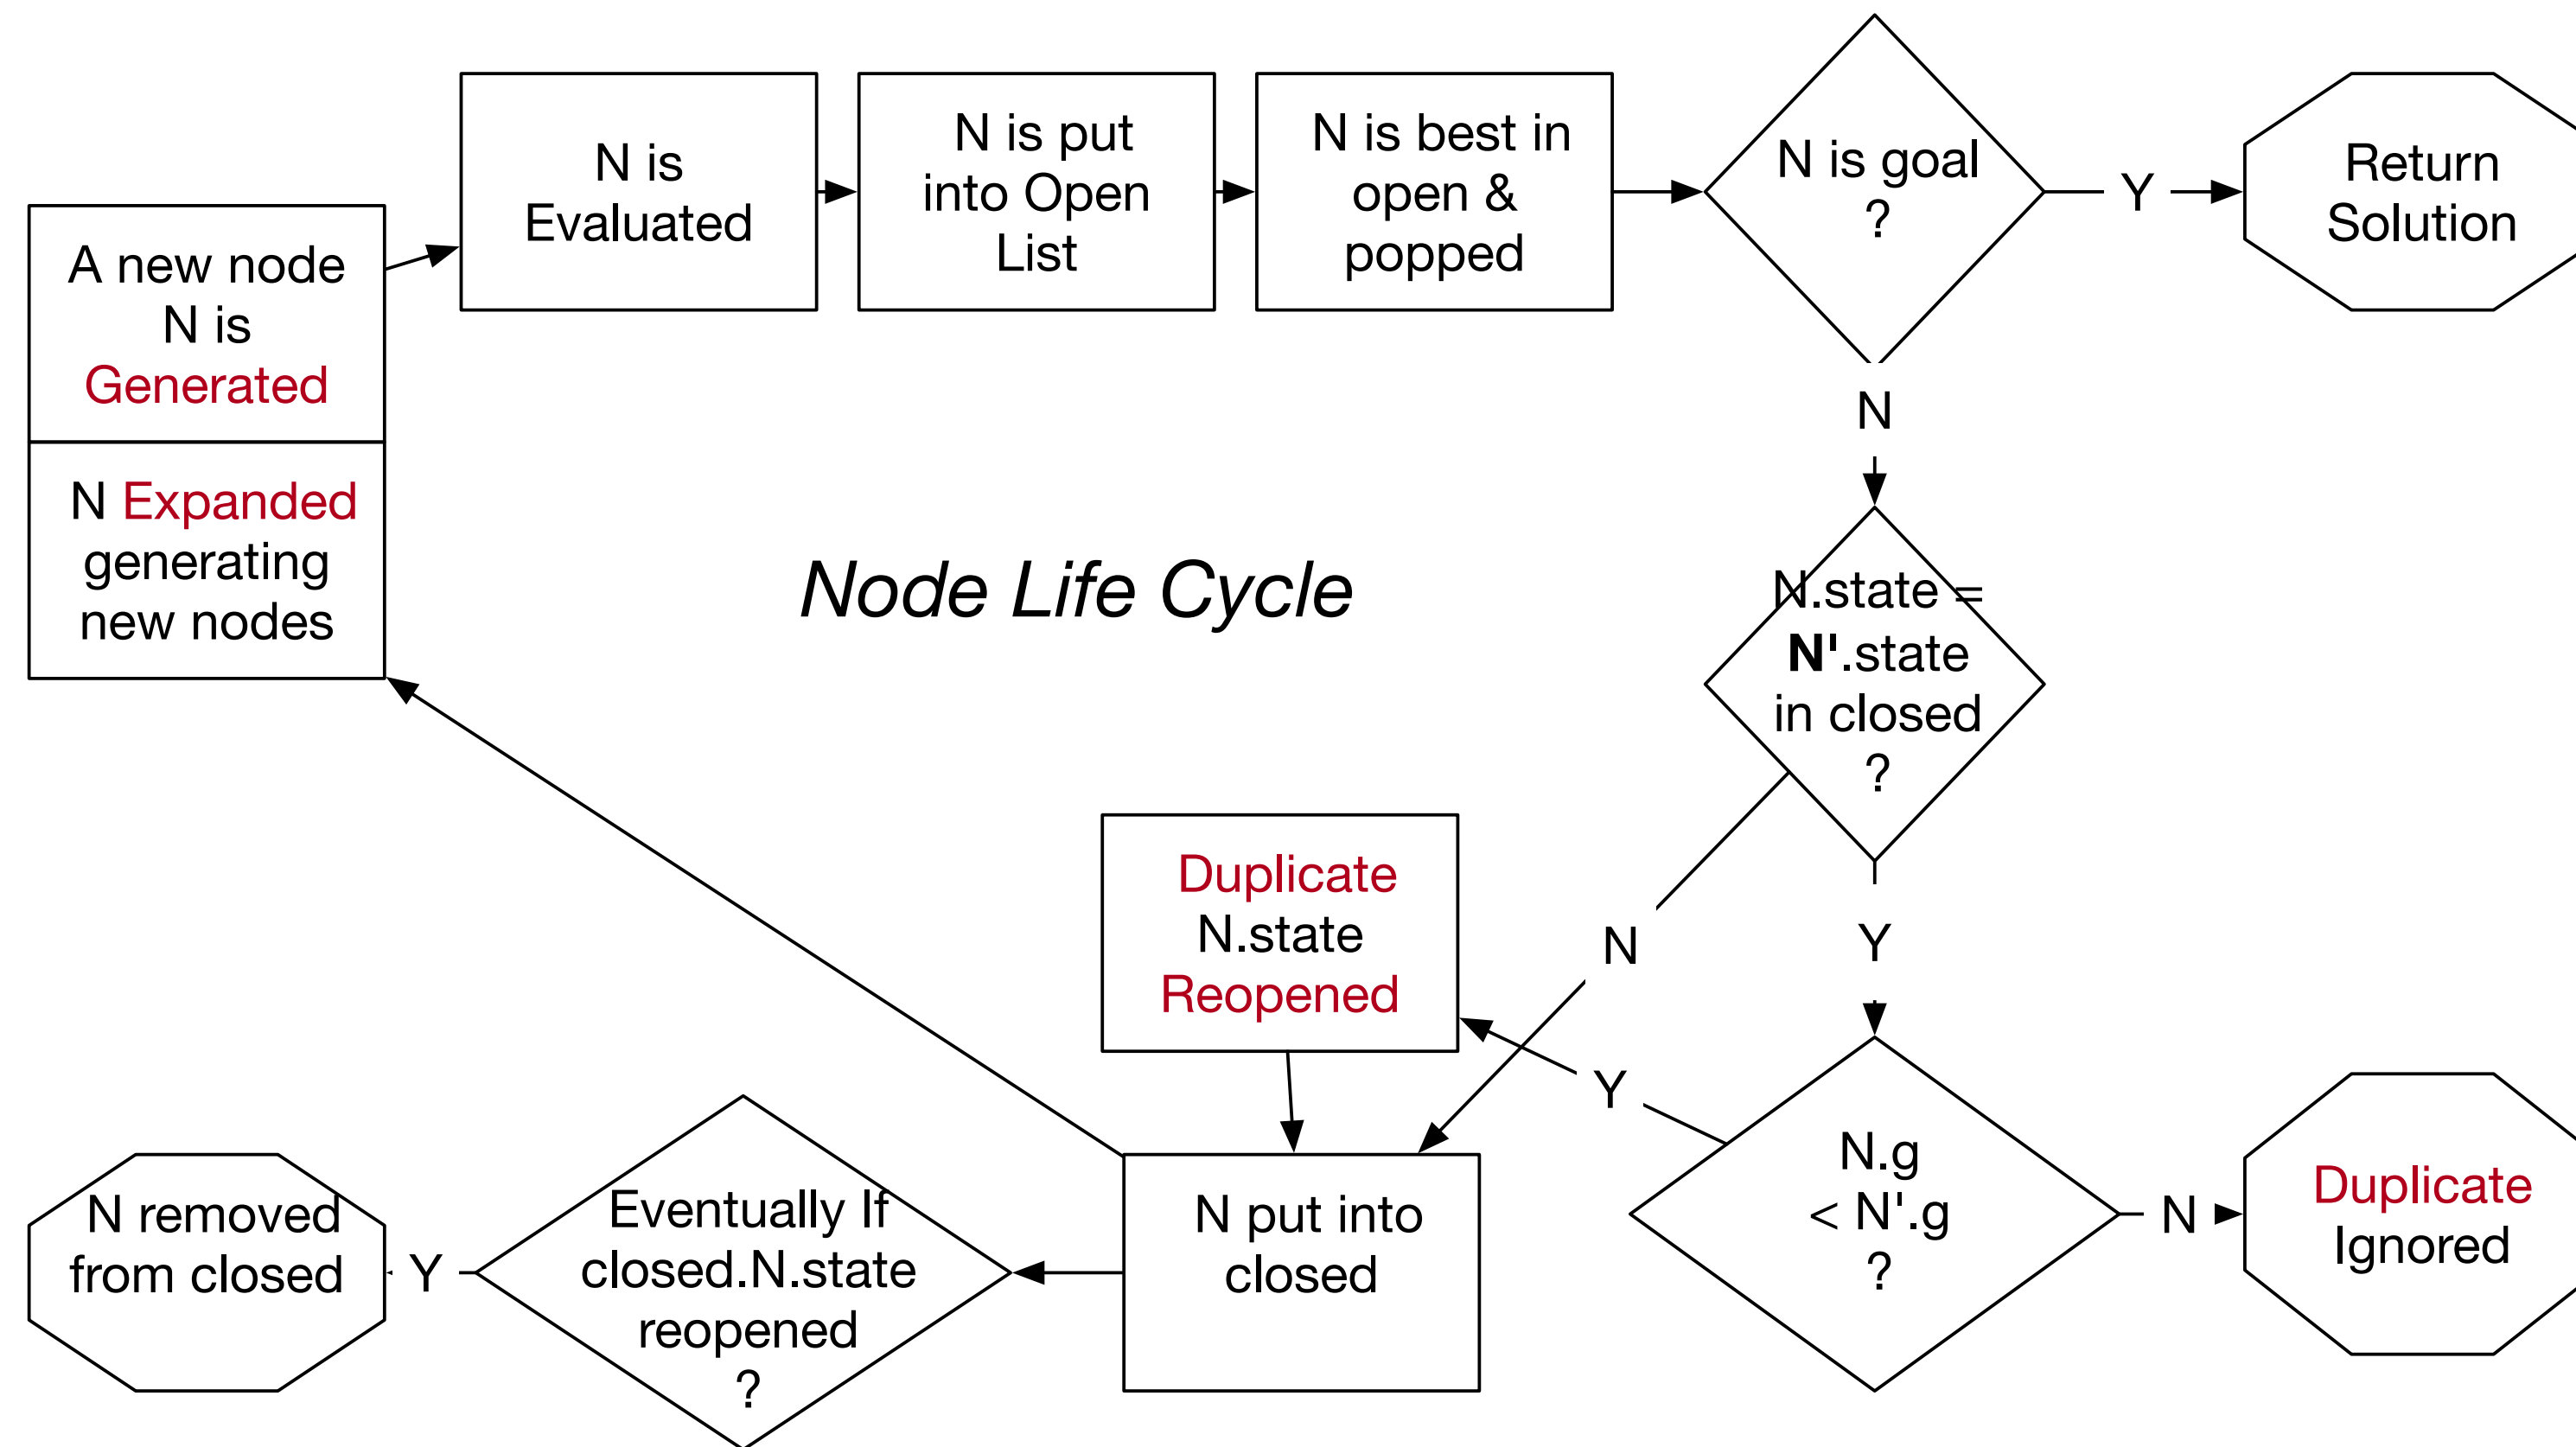 A new node
N is
Generated
N Expanded
generating
new nodes
N is
Evaluated
N is put
into Open
List
N is best in
open &
popped
N is goal
?
Y
Return
Solution
N
Node Life Cycle
N.state =
N'.state
in closed
?
N
Y
Duplicate
N.state
Reopened
Y
N.g
< N'.g
?
N
Duplicate
Ignored
N put into
closed
Eventually If
closed.N.state
reopened
?
Y
N removed
from closed